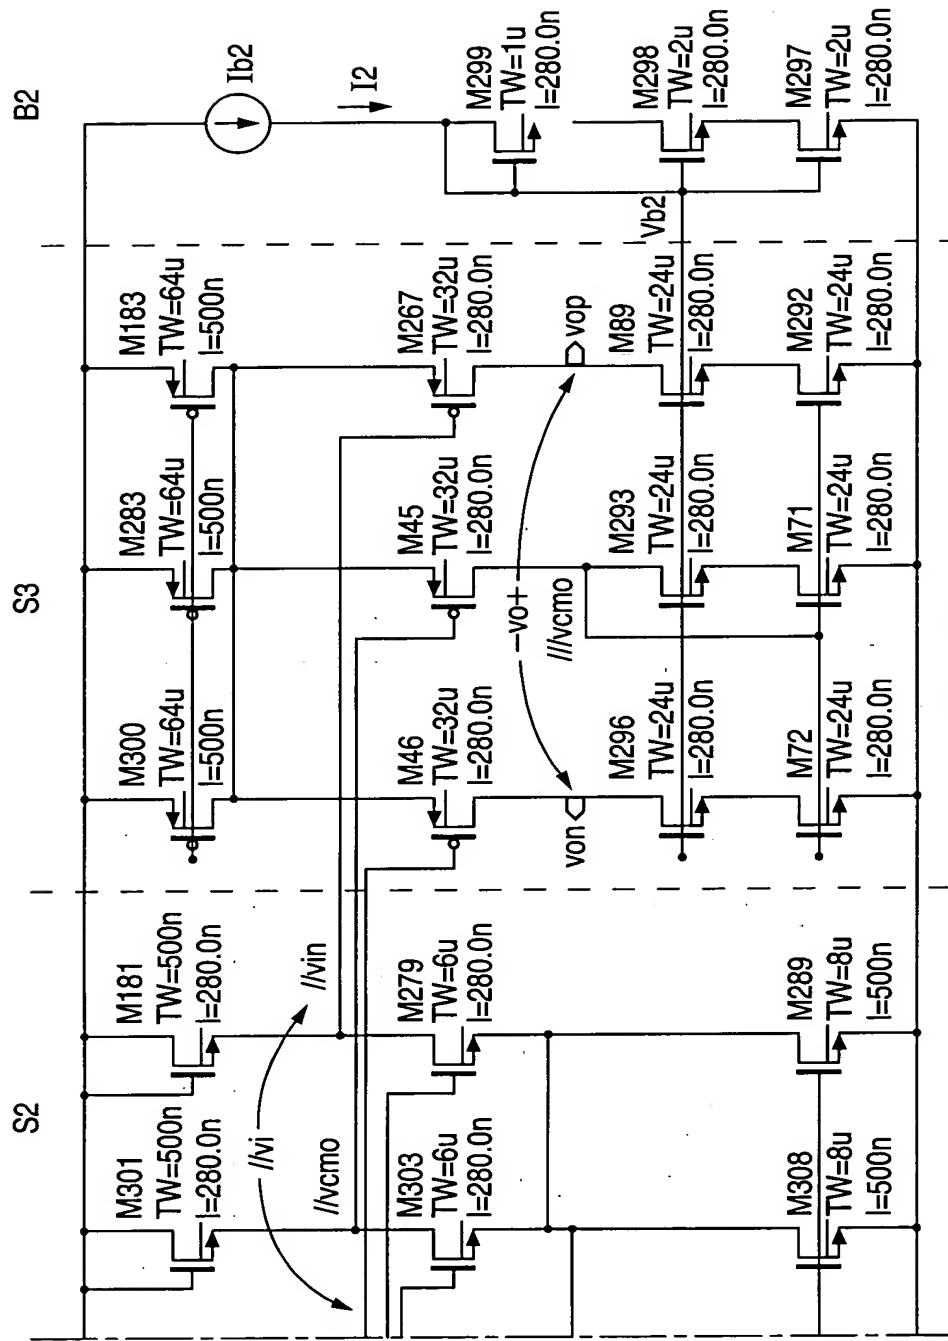 S2
S3
B2
M301
TW=500n
l=280.0n
M181
TW=500n
l=280.0n
M300
TW=64u
l=500n
M283
TW=64u
l=500n
M183
TW=64u
l=500n
Ib2
I2
//vi
//vin
//vcmo
M303
TW=6u
l=280.0n
M279
TW=6u
l=280.0n
M46
TW=32u
l=280.0n
M45
TW=32u
l=280.0n
M267
TW=32u
l=280.0n
M299
TW=1u
l=280.0n
von
-vo+
vop
///vcmo
M296
TW=24u
l=280.0n
M293
TW=24u
l=280.0n
M89
TW=24u
l=280.0n
Vb2
M298
TW=2u
l=280.0n
M308
TW=8u
l=500n
M289
TW=8u
l=500n
M72
TW=24u
l=280.0n
M71
TW=24u
l=280.0n
M292
TW=24u
l=280.0n
M297
TW=2u
l=280.0n